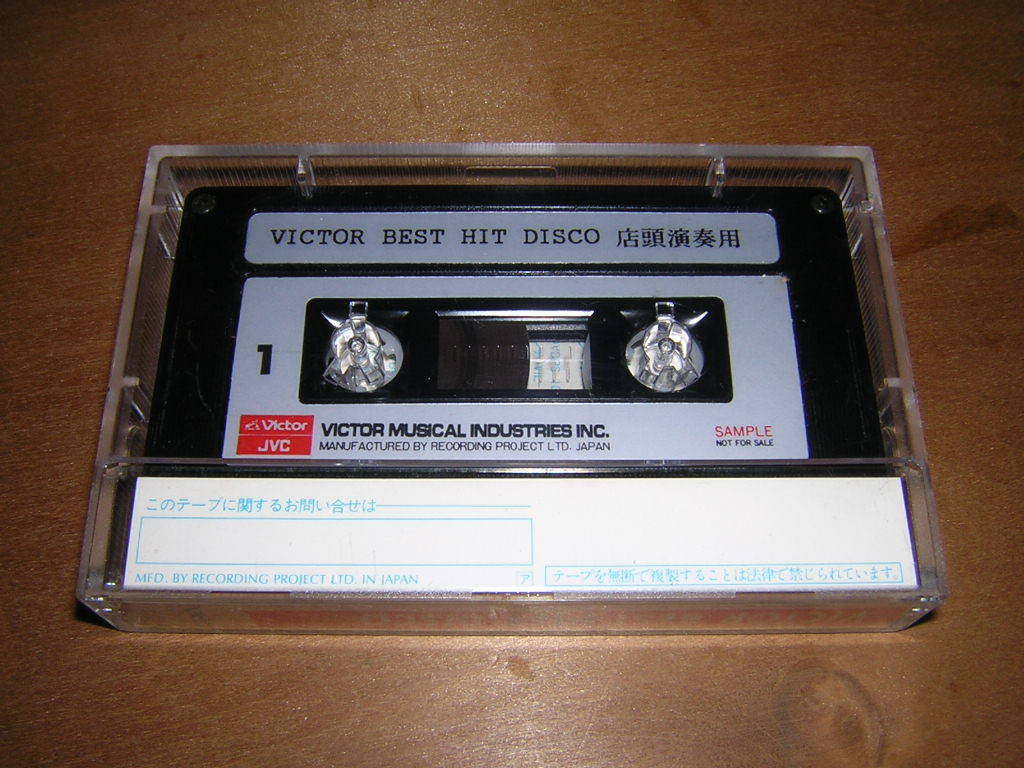 VICTOR BEST HIT DISCO 店頭演奏用
1
Victor
JVC
VICTOR MUSICAL INDUSTRIES INC.
MANUFACTURED BY RECORDING PROJECT LTD. JAPAN
SAMPLE
NOT FOR SALE
このテープに関するお問い合せは
MFD. BY RECORDING PROJECT LTD. IN JAPAN
ア
テープを無断で複製することは法律で禁じられています。